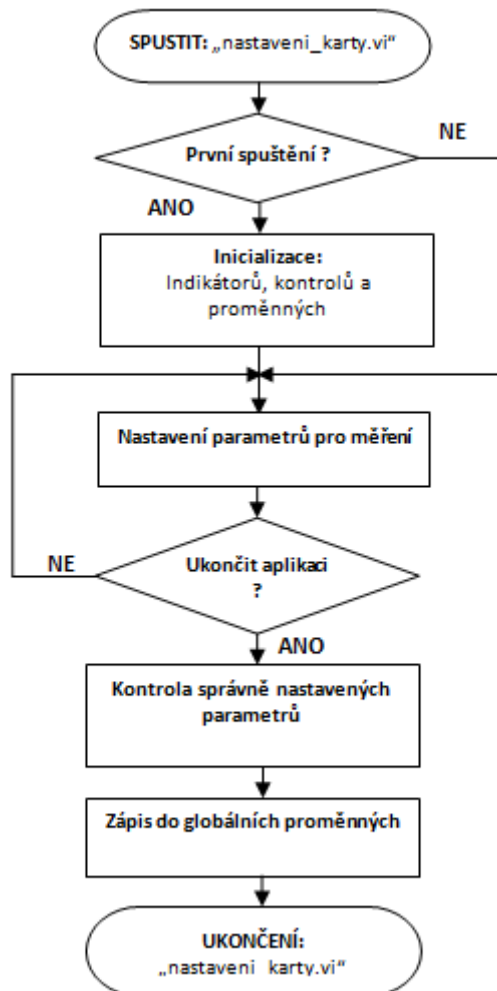 SPUSTIT: „nastaveni_karty.vi“
První spuštění ?
NE
ANO
Inicializace:
Indikátorů, kontrolů a
proměnných
Nastavení parametrů pro měření
Ukončit aplikaci
?
NE
ANO
Kontrola správně nastavených
parametrů
Zápis do globálních proměnných
UKONČENÍ:
„nastaveni_karty.vi“